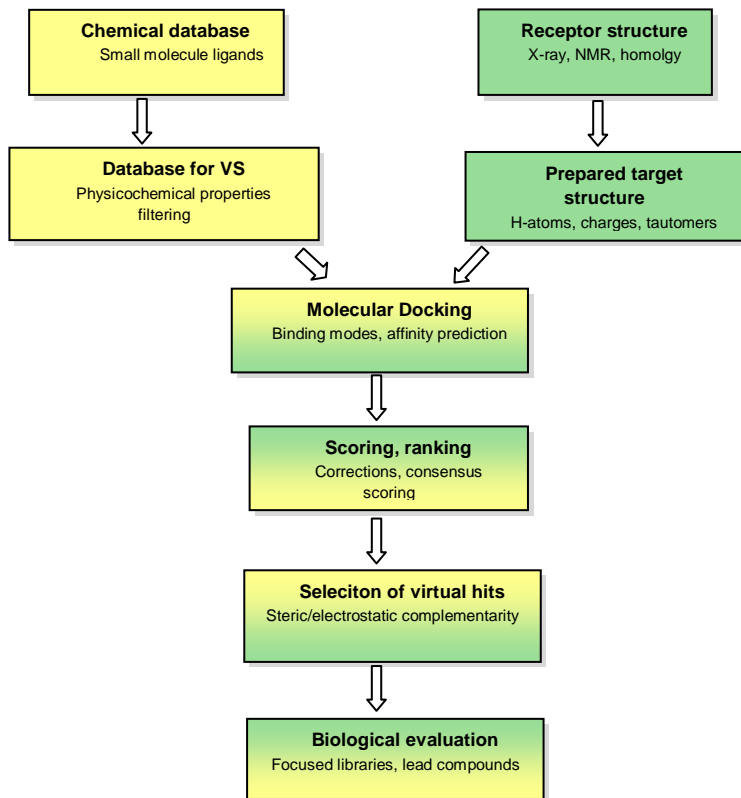 Chemical database
Small molecule ligands
Receptor structure
X-ray, NMR, homolgy
Database for VS
Physicochemical properties
filtering
Prepared target
structure
H-atoms, charges, tautomers
Molecular Docking
Binding modes, affinity prediction
Scoring, ranking
Corrections, consensus
scoring
Seleciton of virtual hits
Steric/electrostatic complementarity
Biological evaluation
Focused libraries, lead compounds